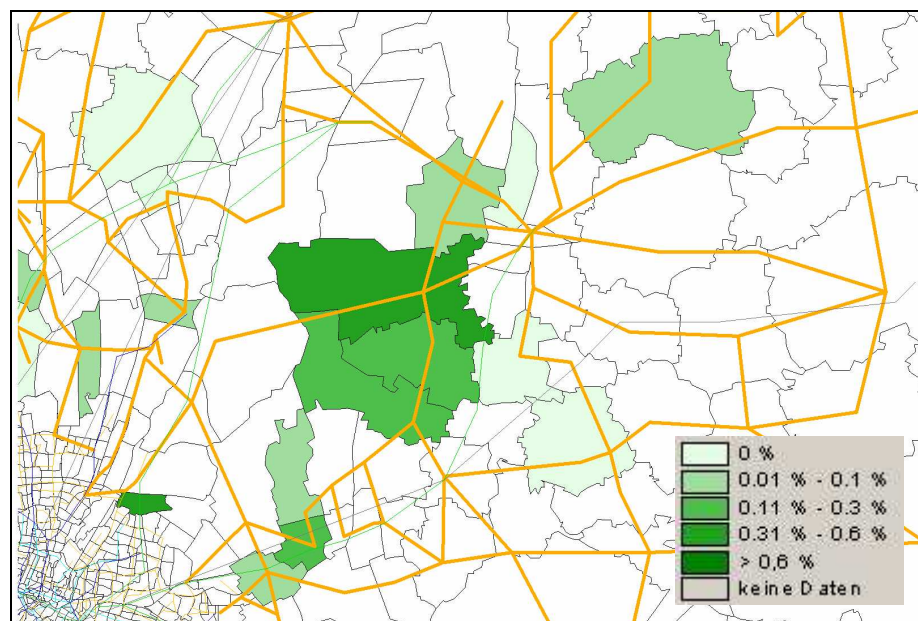 0 %
0.01 % - 0.1 %
0.11 % - 0.3 %
0.31 % - 0.6 %
> 0,6 %
keine Daten